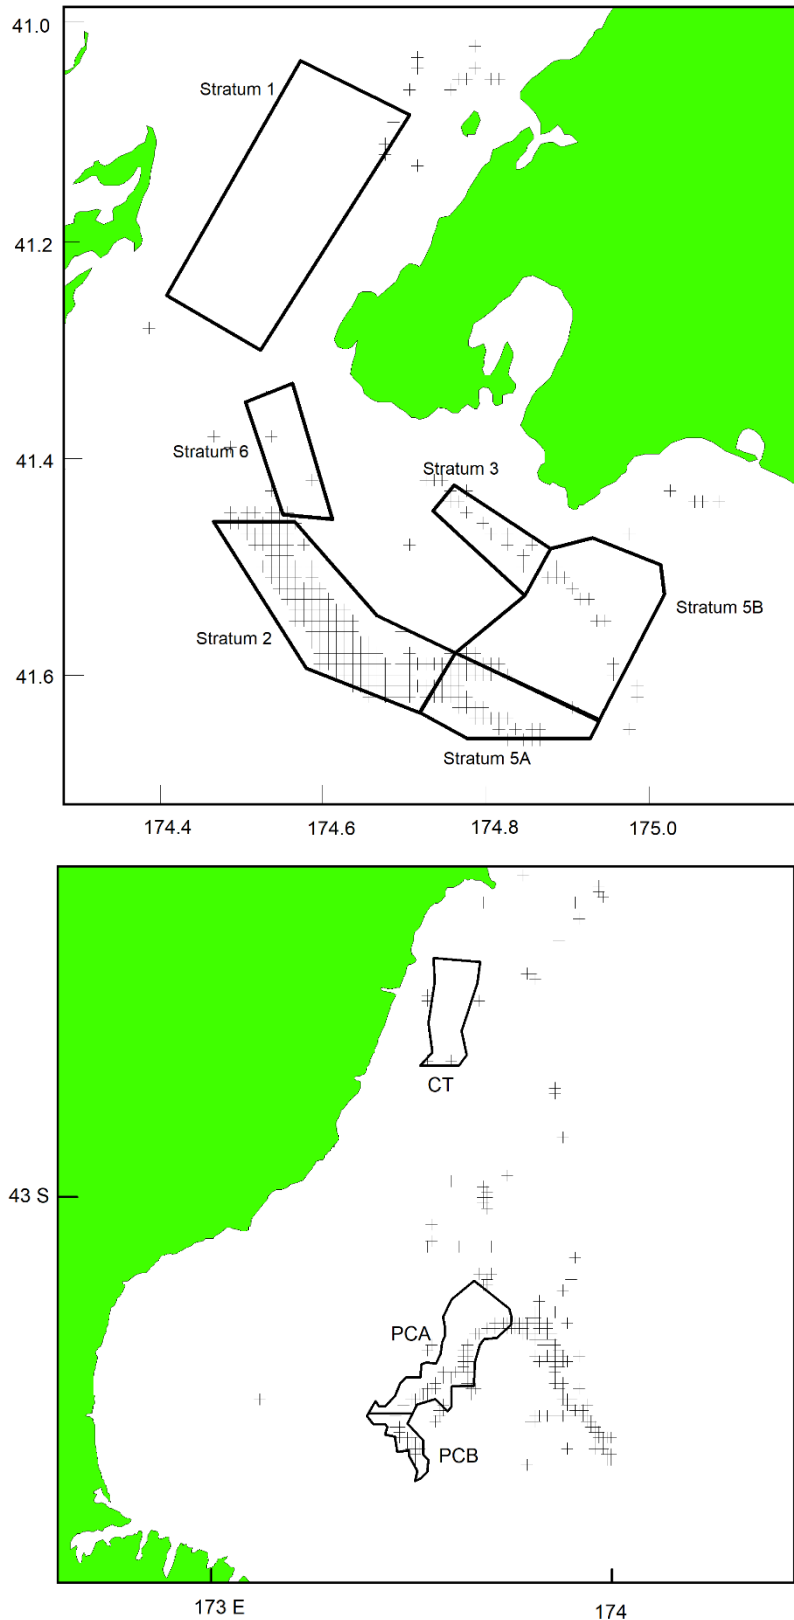 41.0
Stratum 1
41.2
41.4
Stratum 6
Stratum 3
Stratum 5B
Stratum 2
41.6
Stratum 5A
174.4 174.6 174.8 175.0
CT
43 S
PCA
PCB
173 E 174